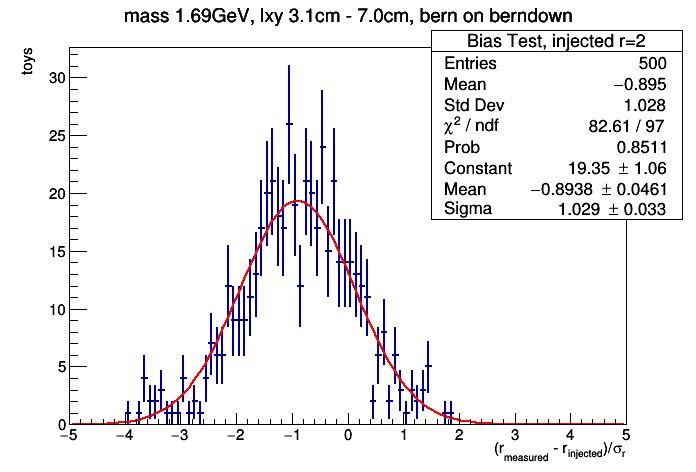 mass 1.69GeV, lxy 3.1cm - 7.0cm, bern on berndown
toys
Bias Test, injected r=2
Entries 500
Mean −0.895
Std Dev 1.028
χ² / ndf 82.61 / 97
Prob 0.8511
Constant 19.35 ± 1.06
Mean −0.8938 ± 0.0461
Sigma 1.029 ± 0.033
30
25
20
15
10
5
0
−5 −4 −3 −2 −1 0 1 2 3 4 5
(r_measured - r_injected)/σ_r